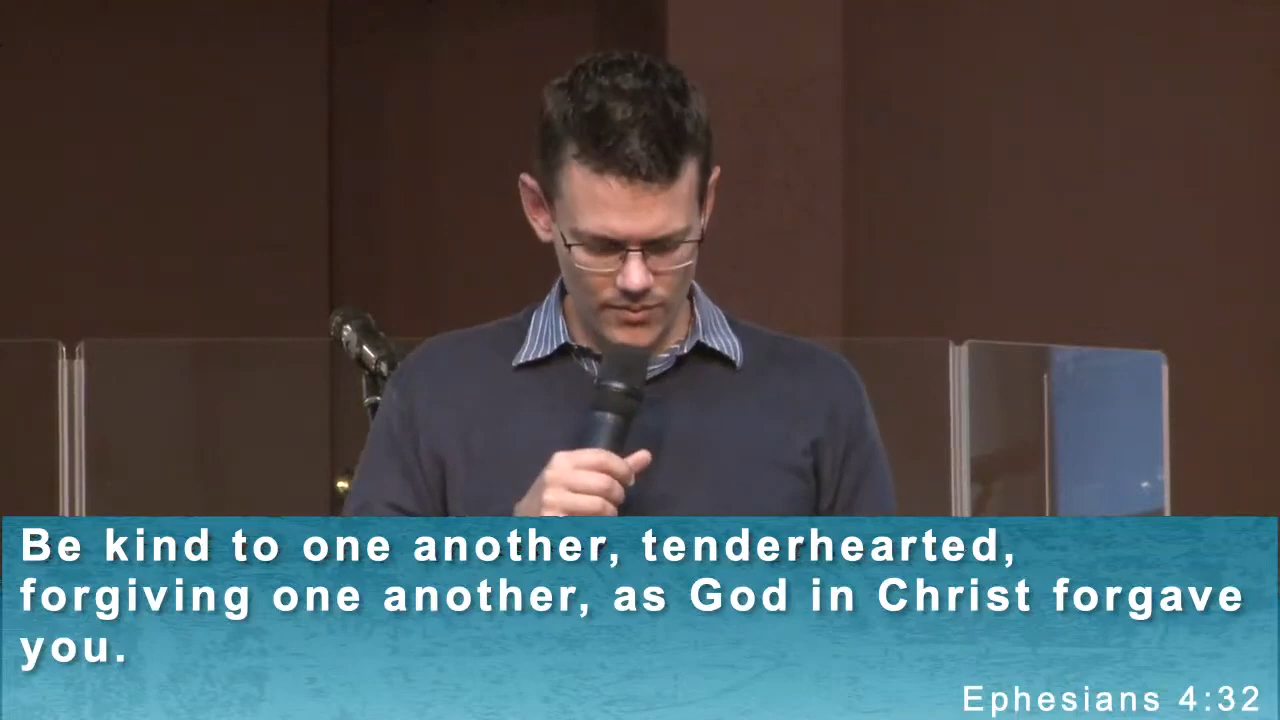 Be kind to one another, tenderhearted,
forgiving one another, as God in Christ forgave
you.
Ephesians 4:32